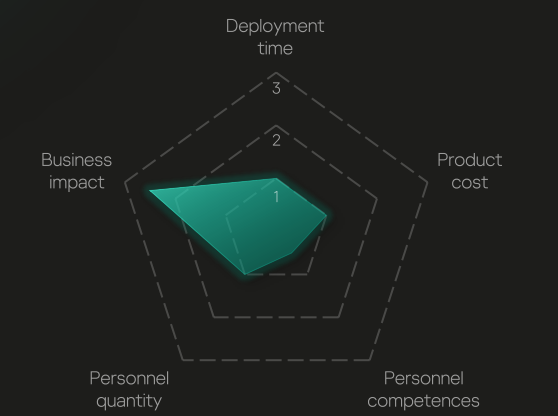 Deployment
time
3
2
Business
impact
Product
cost
1
Personnel
quantity
Personnel
competences